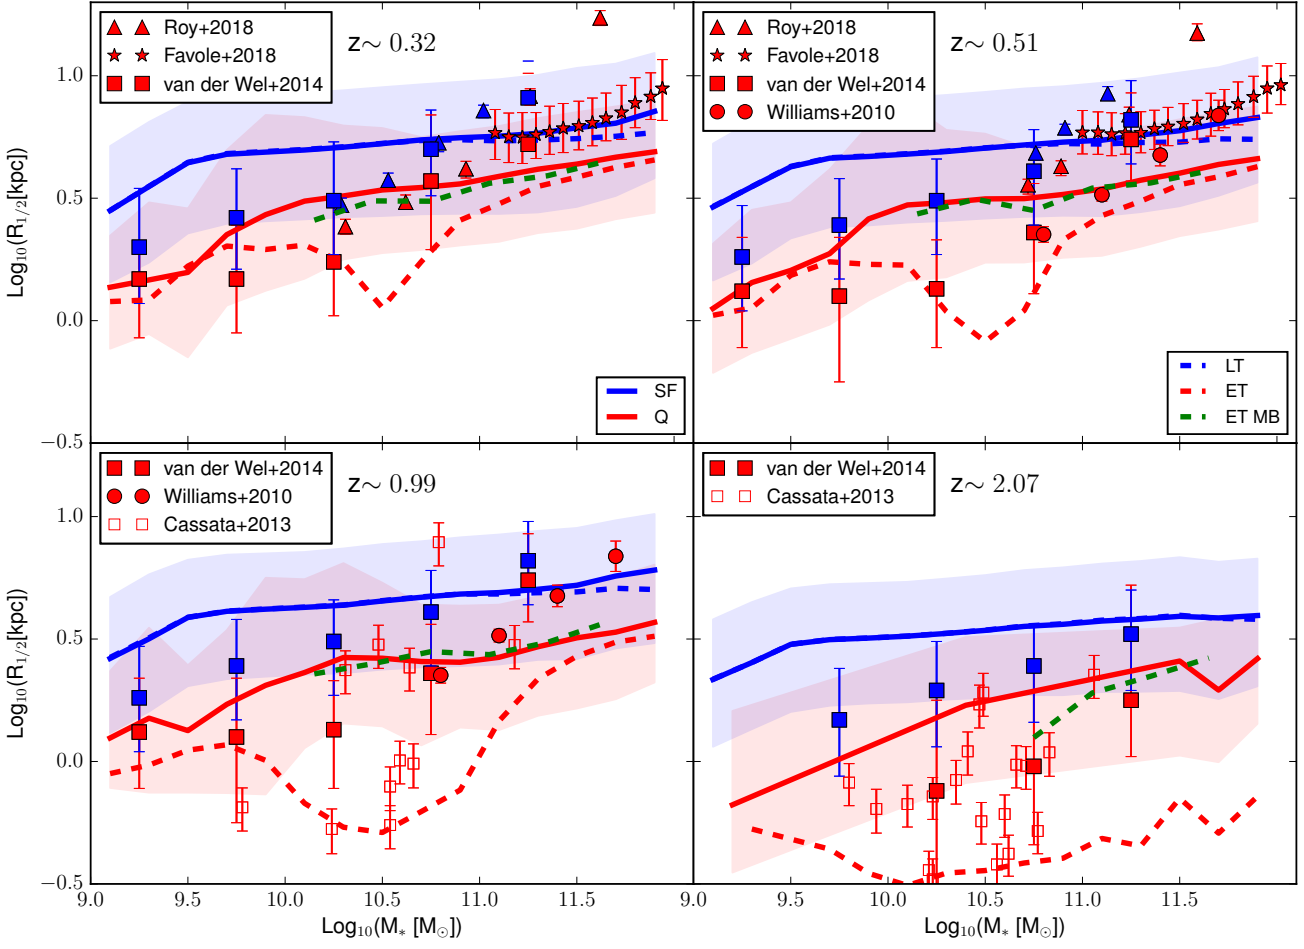 Roy+2018
Favole+2018
van der Wel+2014
z∼ 0.32
Roy+2018
Favole+2018
van der Wel+2014
Williams+2010
z∼ 0.51
1.0
0.5
0.0
−0.5
Log₁₀(R₁/₂[kpc])
SF
Q
LT
ET
ET MB
van der Wel+2014
Williams+2010
Cassata+2013
z∼ 0.99
van der Wel+2014
Cassata+2013
z∼ 2.07
1.0
0.5
0.0
−0.5
Log₁₀(R₁/₂[kpc])
9.0 9.5 10.0 10.5 11.0 11.5
9.5 10.0 10.5 11.0 11.5
Log₁₀(M* [M⊙])
Log₁₀(M* [M⊙])